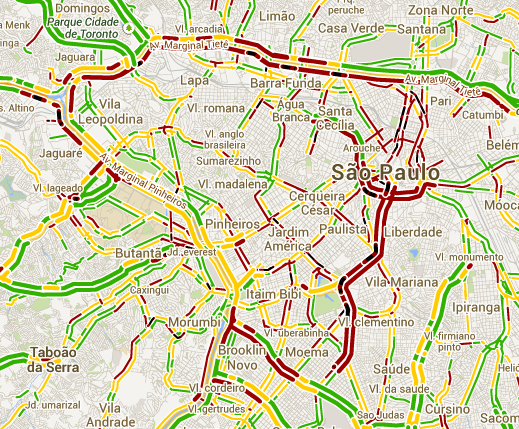 Domingos
Parque Cidade
de Toronto
Limão
peruche
Casa Verde
Zona Norte
Santana
Vl. arcadia
Av. Marginal Tietê
Jaguara
Lapa
Barra Funda
Av. Marginal Tietê
s. Altino
Vila
Leopoldina
Vl. romana
Água
Branca
Santa
Cecília
Pari
Catumbi
Vl. anglo
brasileira
Arouche
Belém
Jaguaré
Av. Marginal Pinheiros
Sumarezinho
Vl. madalena
São Paulo
Vl. lageado
Cerqueira
César
Mooca
Pinheiros
Jardim
América
Paulista
Liberdade
Butantã
Jd. everest
Vl. monumento
Caxingui
Itaim Bibi
Vila Mariana
Ipiranga
Morumbi
Vl. uberabinha
Vl. clementino
Vl. firmiano
pinto
Taboão
da Serra
Brooklin
Novo
Moema
Saúde
Vl. cordeiro
Vl. da saude
Jd. umarizal
Vila
Andrade
Vl. gertrudes
Sao Judas
Cursino
Sacom